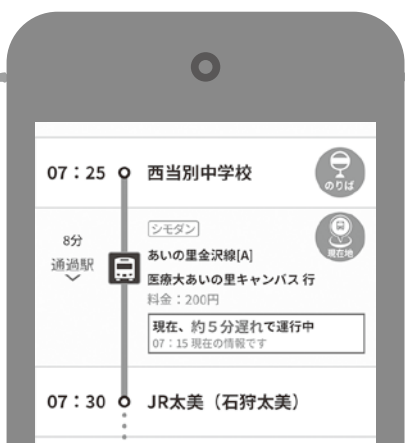 07：25 西当別中学校
のりば
シモダン
現在地
8分
通過駅
あいの里金沢線[A]
医療大あいの里キャンパス 行
料金：200円
現在、約５分遅れで運行中
07：15 現在の情報です
07：30 JR太美（石狩太美）